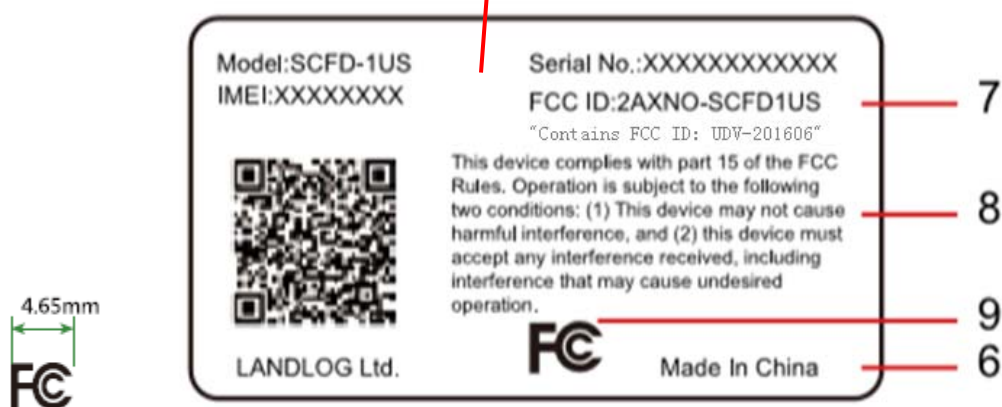 Model:SCFD-1US
IMEI:XXXXXXXX
Serial No.:XXXXXXXXXXXX
FCC ID:2AXNO-SCFD1US
7
"Contains FCC ID: UDV-201606"
This device complies with part 15 of the FCC
Rules. Operation is subject to the following
two conditions: (1) This device may not cause
harmful interference, and (2) this device must
accept any interference received, including
interference that may cause undesired
operation.
8
9
4.65mm
FC
LANDLOG Ltd.
FC
Made In China
6